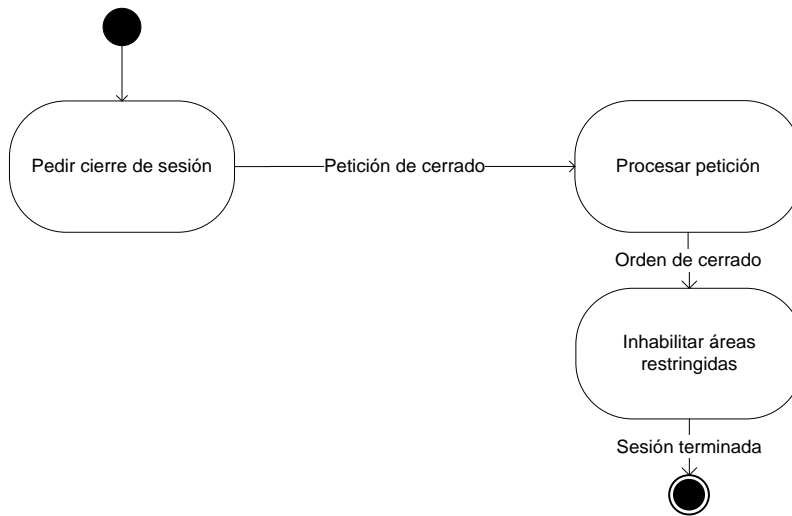 Pedir cierre de sesión
Petición de cerrado
Procesar petición
Orden de cerrado
Inhabilitar áreas
restringidas
Sesión terminada